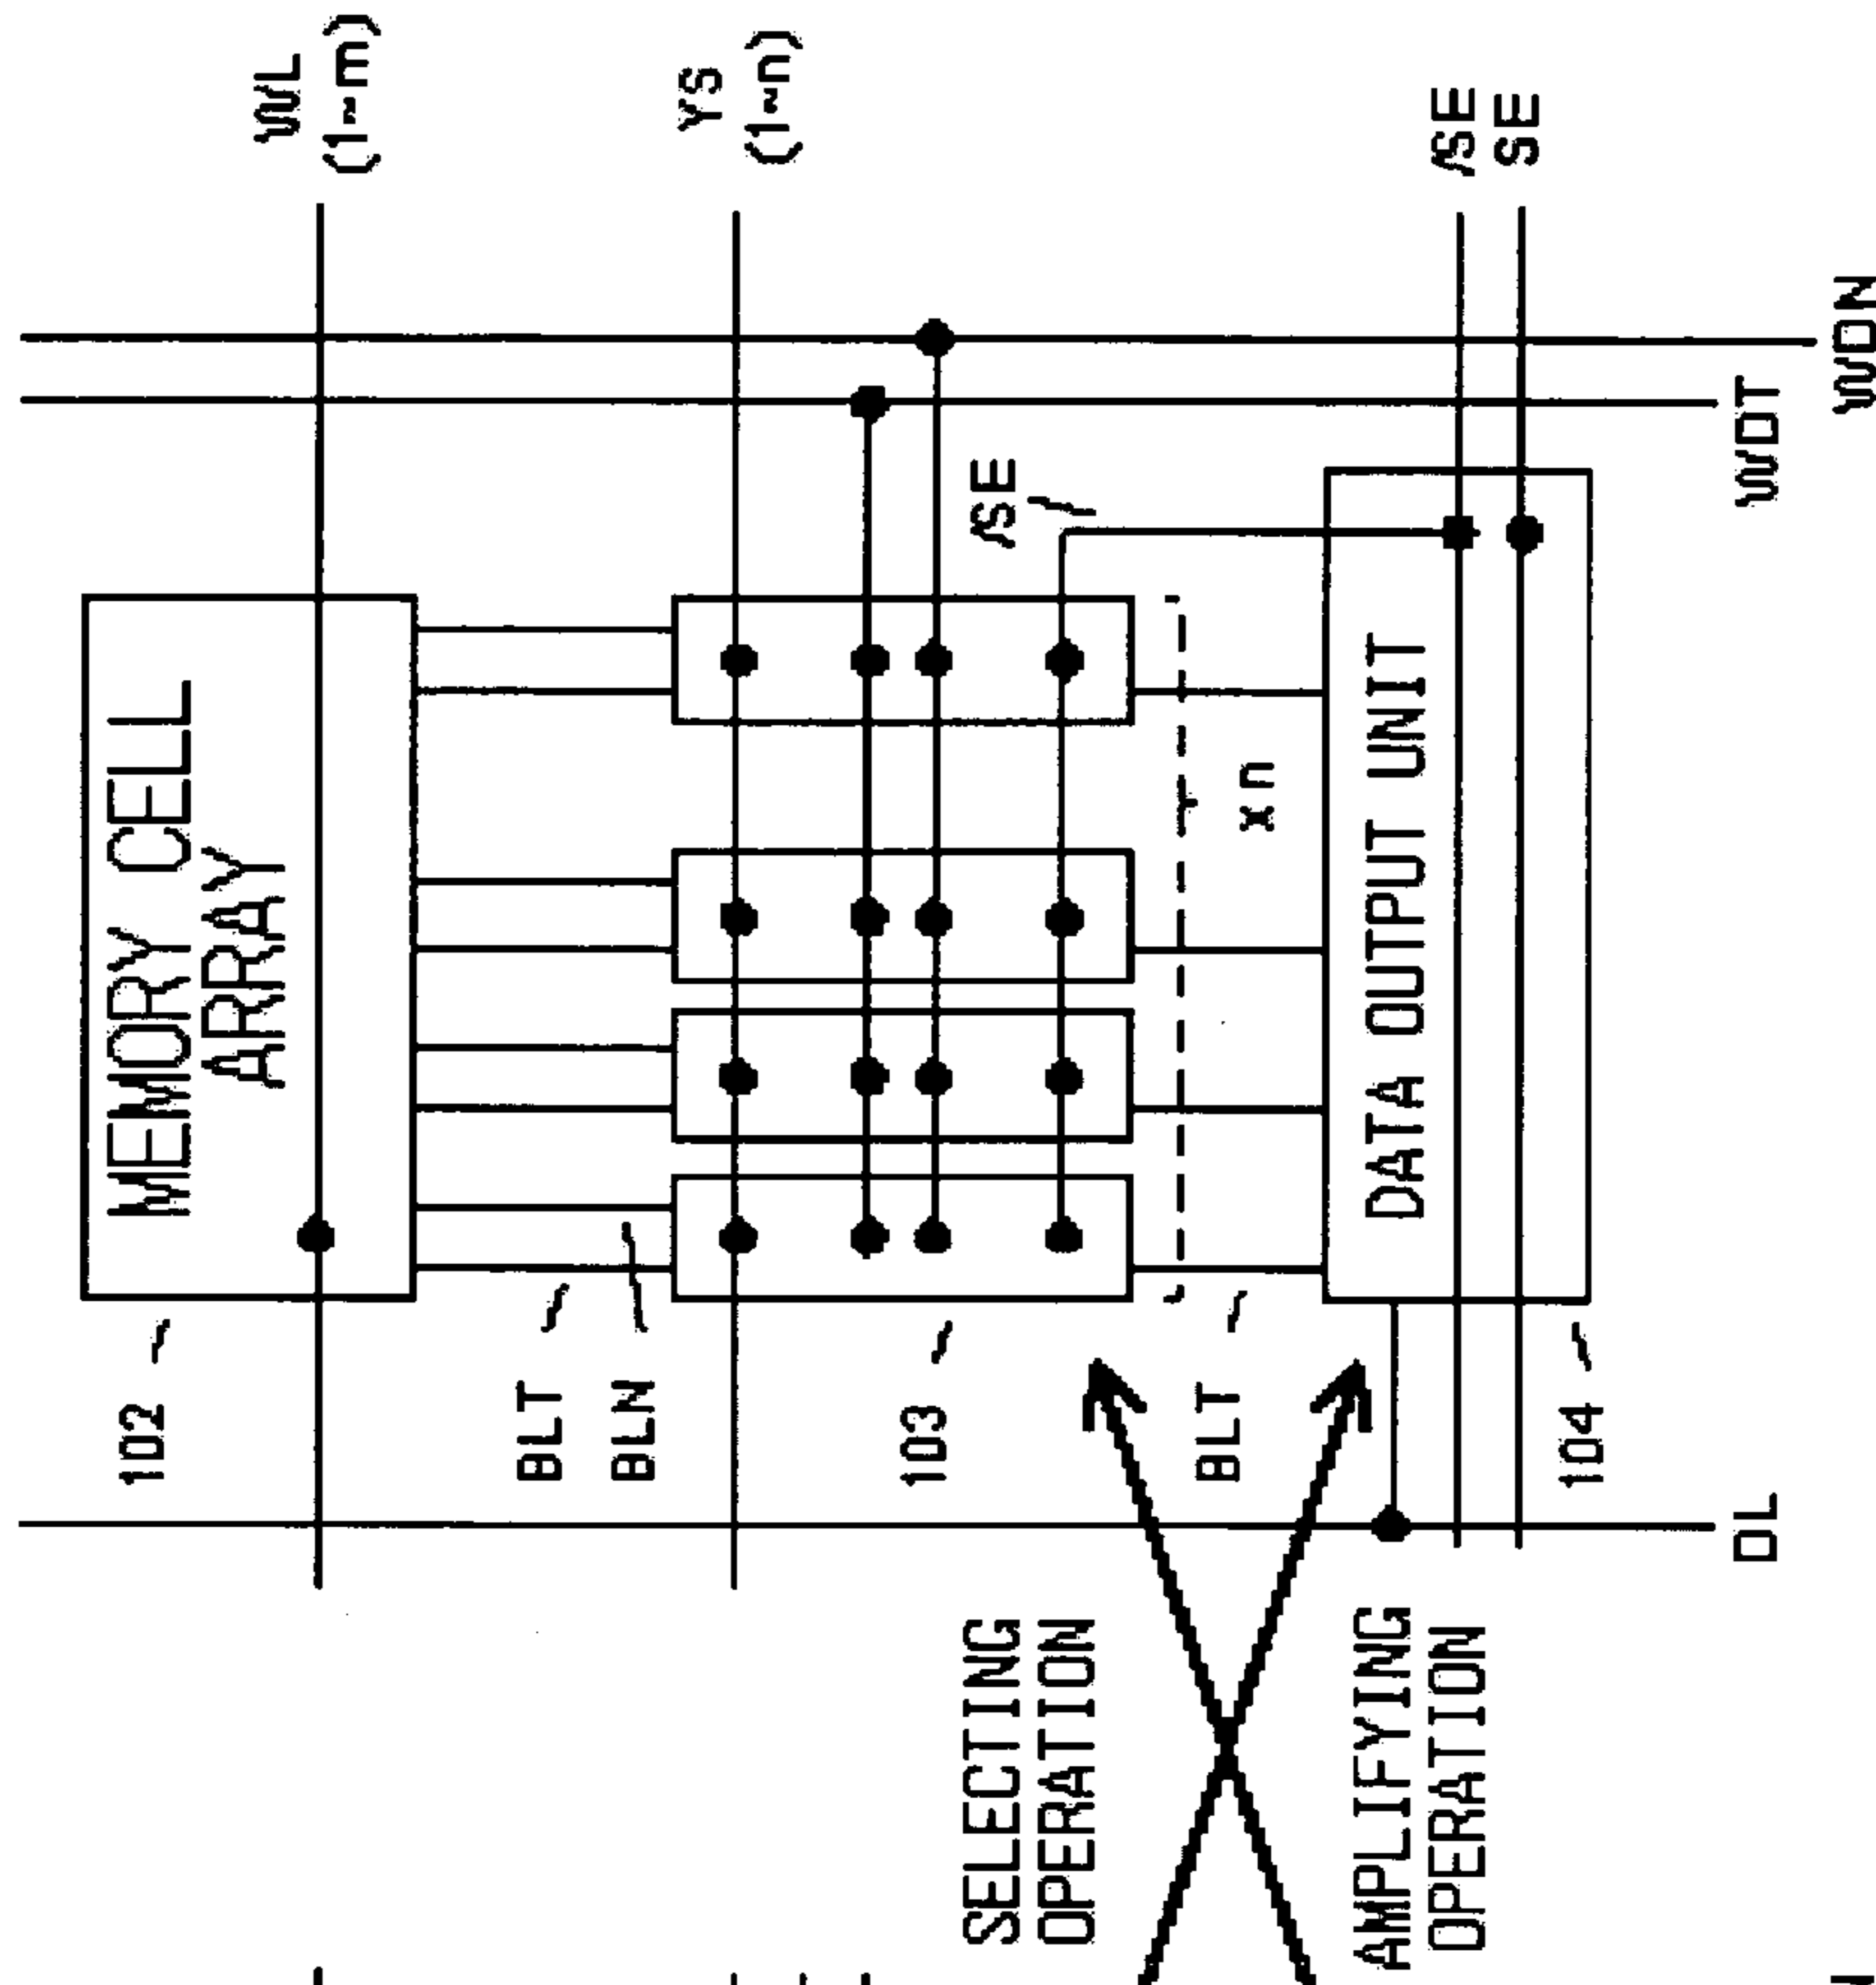 WL
(1~m)
YS
(1~n)
/SE
SE
WDN
WDT
/SE
MEMORY CELL
ARRAY
x n
DATA OUTPUT UNIT
102
BLT
BLN
103
BLT
104
DL
SELECTING
OPERATION
AMPLIFYING
OPERATION